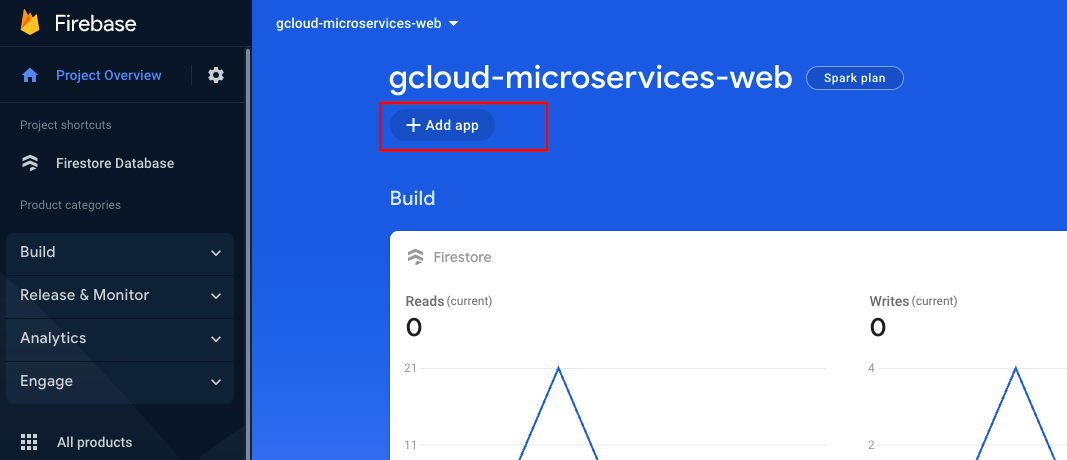 Firebase
Project Overview
Project shortcuts
Firestore Database
Product categories
Build
Release & Monitor
Analytics
Engage
All products
gcloud-microservices-web
gcloud-microservices-web Spark plan
+ Add app
Build
Firestore
Reads (current)
0
21
11
Writes (current)
0
4
2